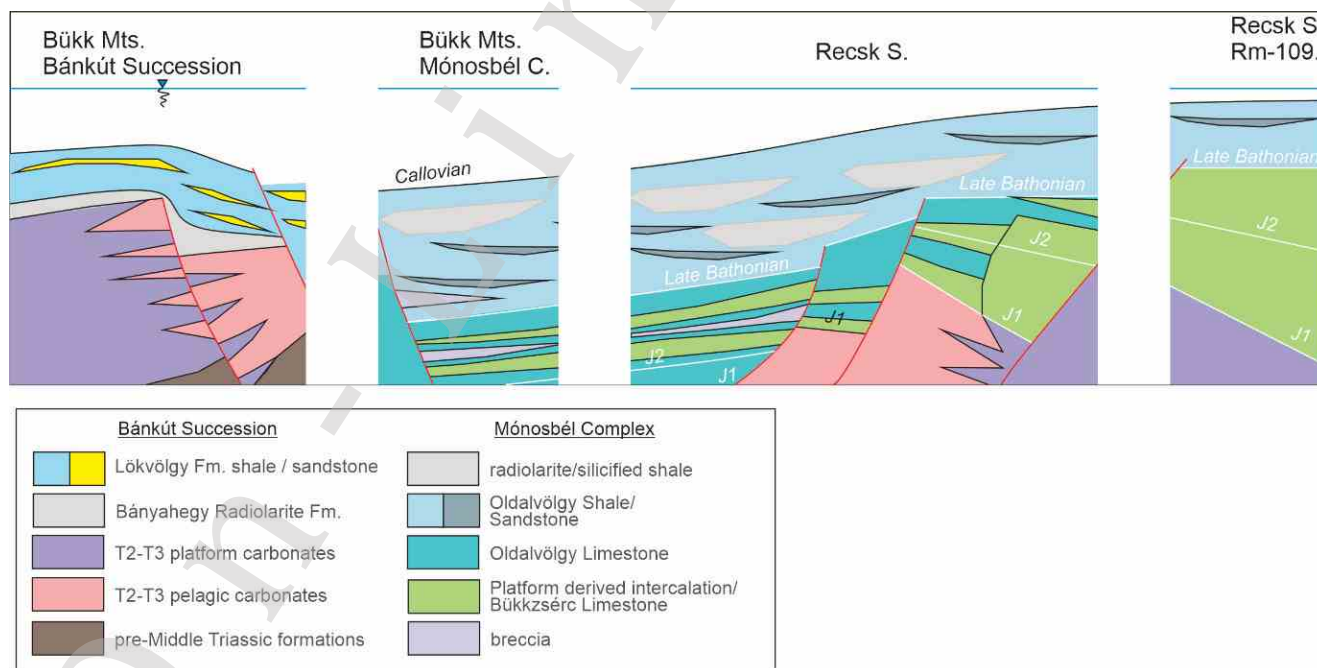 Bükk Mts.
Bánkút Succession
Bükk Mts.
Mónosbél C.
Recsk S.
Recsk S
Rm-109.
Callovian
Late Bathonian
J2
J1
J1
Late Bathonian
J2
J1
Late Bathonian
J2
J1
Bánkút Succession
Lökvölgy Fm. shale / sandstone
Bányahegy Radiolarite Fm.
T2-T3 platform carbonates
T2-T3 pelagic carbonates
pre-Middle Triassic formations
Mónosbél Complex
radiolarite/silicified shale
Oldalvölgy Shale/
Sandstone
Oldalvölgy Limestone
Platform derived intercalation/
Bükkzsérc Limestone
breccia